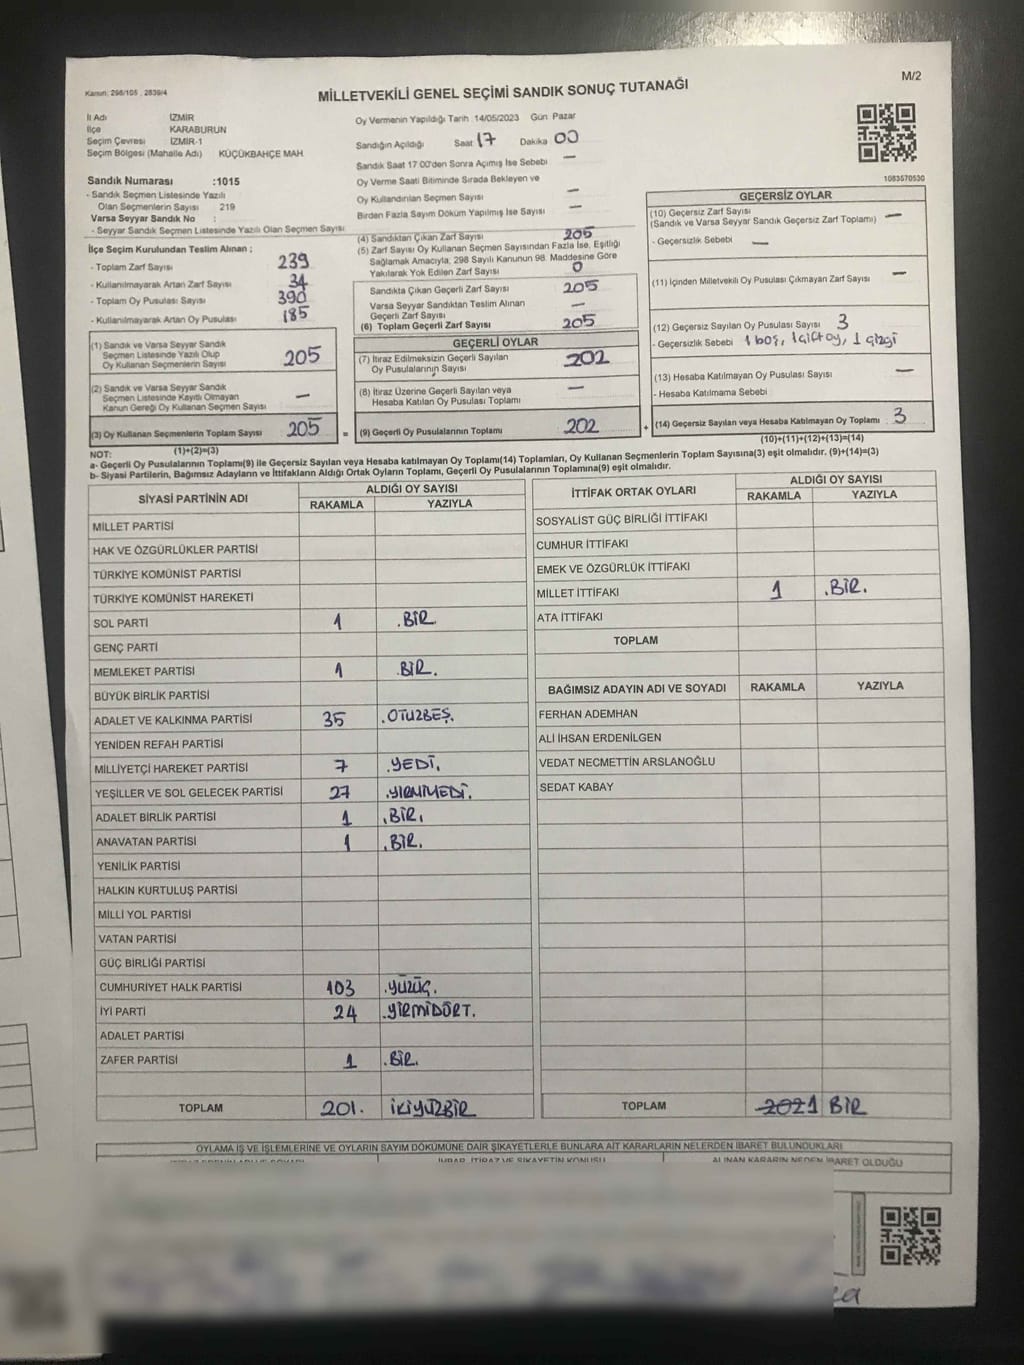 Kanun: 298/105 , 2839/4
M/2
MİLLETVEKİLİ GENEL SEÇİMİ SANDIK SONUÇ TUTANAĞI
İl Adı İZMİR
İlçe KARABURUN
Seçim Çevresi İZMİR-1
Seçim Bölgesi (Mahalle Adı) KÜÇÜKBAHÇE MAH
Sandık Numarası :1015
- Sandık Seçmen Listesinde Yazılı
Olan Seçmenlerin Sayısı 219
Varsa Seyyar Sandık No :
- Seyyar Sandık Seçmen Listesinde Yazılı Olan Seçmen Sayısı
Oy Vermenin Yapıldığı Tarih :14/05/2023 Gün Pazar
Sandığın Açıldığı Saat 17 Dakika 00
Sandık Saat 17:00'den Sonra Açımış İse Sebebi —
Oy Verme Saati Bitiminde Sırada Bekleyen ve
Oy Kullandırılan Seçmen Sayısı —
Birden Fazla Sayım Döküm Yapılmış İse Sayısı —
1083570530
İlçe Seçim Kurulundan Teslim Alınan :
- Toplam Zarf Sayısı 239
- Kullanılmayarak Artan Zarf Sayısı 34
- Toplam Oy Pusulası Sayısı 390
- Kullanılmayarak Artan Oy Pusulası 185
(1) Sandık ve Varsa Seyyar Sandık
Seçmen Listesinde Yazılı Olup
Oy Kullanan Seçmenlerin Sayısı 205
(2) Sandık ve Varsa Seyyar Sandık
Seçmen Listesinde Kayıtlı Olmayan
Kanun Gereği Oy Kullanan Seçmen Sayısı —
(3) Oy Kullanan Seçmenlerin Toplam Sayısı 205
(1)+(2)=(3)
(4) Sandıktan Çıkan Zarf Sayısı 205
(5) Zarf Sayısı Oy Kullanan Seçmen Sayısından Fazla İse, Eşitliği
Sağlamak Amacıyla, 298 Sayılı Kanunun 98. Maddesine Göre
Yakılarak Yok Edilen Zarf Sayısı 0
Sandıkta Çıkan Geçerli Zarf Sayısı 205
Varsa Seyyar Sandıktan Teslim Alınan
Geçerli Zarf Sayısı —
(6) Toplam Geçerli Zarf Sayısı 205
GEÇERLİ OYLAR
(7) İtiraz Edilmeksizin Geçerli Sayılan
Oy Pusulalarının Sayısı 202
(8) İtiraz Üzerine Geçerli Sayılan veya
Hesaba Katılan Oy Pusulası Toplamı —
= (9) Geçerli Oy Pusulalarının Toplamı 202
GEÇERSİZ OYLAR
(10) Geçersiz Zarf Sayısı
(Sandık ve Varsa Seyyar Sandık Geçersiz Zarf Toplamı) —
- Geçersizlik Sebebi —
(11) İçinden Milletvekili Oy Pusulası Çıkmayan Zarf Sayısı —
(12) Geçersiz Sayılan Oy Pusulası Sayısı 3
- Geçersizlik Sebebi 1 boş, 1 çift oy, 1 çizgi
(13) Hesaba Katılmayan Oy Pusulası Sayısı —
- Hesaba Katılmama Sebebi
+ (14) Geçersiz Sayılan veya Hesaba Katılmayan Oy Toplamı 3
(10)+(11)+(12)+(13)=(14)
NOT:
a- Geçerli Oy Pusulalarının Toplamı(9) ile Geçersiz Sayılan veya Hesaba katılmayan Oy Toplamı(14) Toplamları, Oy Kullanan Seçmenlerin Toplam Sayısına(3) eşit olmalıdır. (9)+(14)=(3)
b- Siyasi Partilerin, Bağımsız Adayların ve İttifakların Aldığı Ortak Oyların Toplamı, Geçerli Oy Pusulalarının Toplamına(9) eşit olmalıdır.
SİYASİ PARTİNİN ADI ALDIĞI OY SAYISI
RAKAMLA YAZIYLA
MİLLET PARTİSİ
HAK VE ÖZGÜRLÜKLER PARTİSİ
TÜRKİYE KOMÜNİST PARTİSİ
TÜRKİYE KOMÜNİST HAREKETİ
SOL PARTİ 1 .BİR
GENÇ PARTİ
MEMLEKET PARTİSİ 1 .BİR.
BÜYÜK BİRLİK PARTİSİ
ADALET VE KALKINMA PARTİSİ 35 .OTUZBEŞ.
YENİDEN REFAH PARTİSİ
MİLLİYETÇİ HAREKET PARTİSİ 7 .YEDİ.
YEŞİLLER VE SOL GELECEK PARTİSİ 27 .YİRMİYEDİ.
ADALET BİRLİK PARTİSİ 1 .BİR.
ANAVATAN PARTİSİ 1 .BİR.
YENİLİK PARTİSİ
HALKIN KURTULUŞ PARTİSİ
MİLLİ YOL PARTİSİ
VATAN PARTİSİ
GÜÇ BİRLİĞİ PARTİSİ
CUMHURİYET HALK PARTİSİ 103 .YÜZÜÇ.
İYİ PARTİ 24 .YİRMİDÖRT.
ADALET PARTİSİ
ZAFER PARTİSİ 1 .BİR.
TOPLAM 201. İKİYÜZBİR
İTTİFAK ORTAK OYLARI ALDIĞI OY SAYISI
RAKAMLA YAZIYLA
SOSYALİST GÜÇ BİRLİĞİ İTTİFAKI
CUMHUR İTTİFAKI
EMEK VE ÖZGÜRLÜK İTTİFAKI
MİLLET İTTİFAKI 1 .BİR.
ATA İTTİFAKI
TOPLAM
BAĞIMSIZ ADAYIN ADI VE SOYADI RAKAMLA YAZIYLA
FERHAN ADEMHAN
ALİ İHSAN ERDENİLGEN
VEDAT NECMETTİN ARSLANOĞLU
SEDAT KABAY
TOPLAM 2021 BİR
OYLAMA İŞ VE İŞLEMLERİNE VE OYLARIN SAYIM DÖKÜMÜNE DAİR ŞİKAYETLERLE BUNLARA AİT KARARLARIN NELERDEN İBARET BULUNDUKLARI
İHBAR, İTİRAZ VE ŞİKAYETİN KONUSU ALINAN KARARIN NEDEN İBARET OLDUĞU